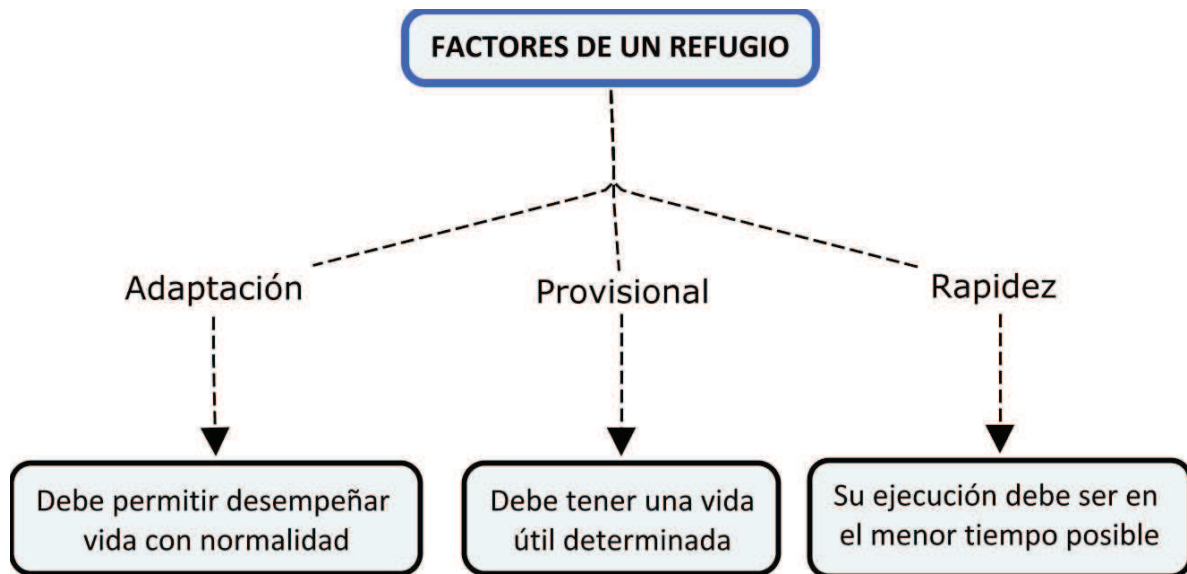 FACTORES DE UN REFUGIO
Adaptación
Provisional
Rapidez
Debe permitir desempeñar
vida con normalidad
Debe tener una vida
útil determinada
Su ejecución debe ser en
el menor tiempo posible